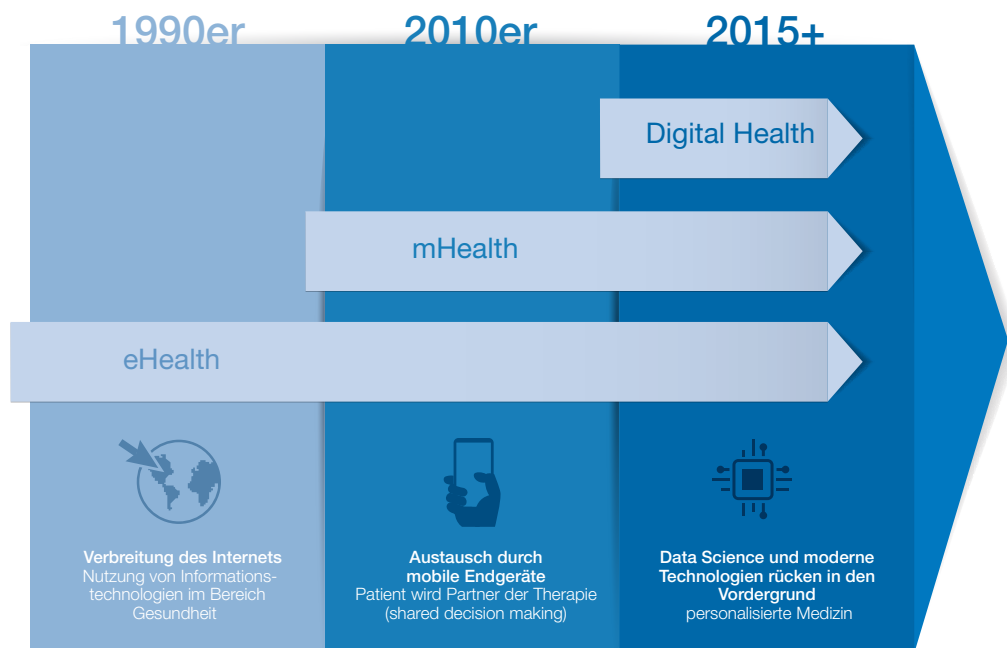 1990er
2010er
2015+
Digital Health
mHealth
eHealth
Verbreitung des Internets
Nutzung von Informations-
technologien im Bereich
Gesundheit
Austausch durch
mobile Endgeräte
Patient wird Partner der Therapie
(shared decision making)
Data Science und moderne
Technologien rücken in den
Vordergrund
personalisierte Medizin